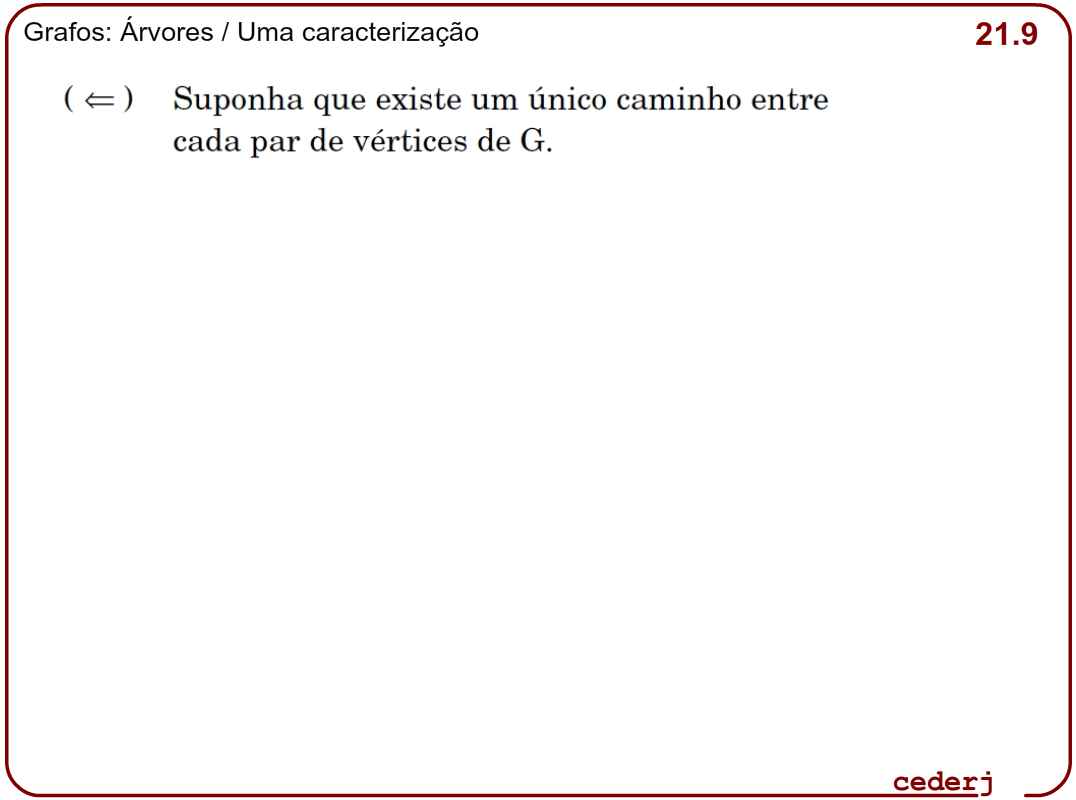 Grafos: Árvores / Uma caracterização
21.9
( ⇐ ) Suponha que existe um único caminho entre
cada par de vértices de G.
cederj